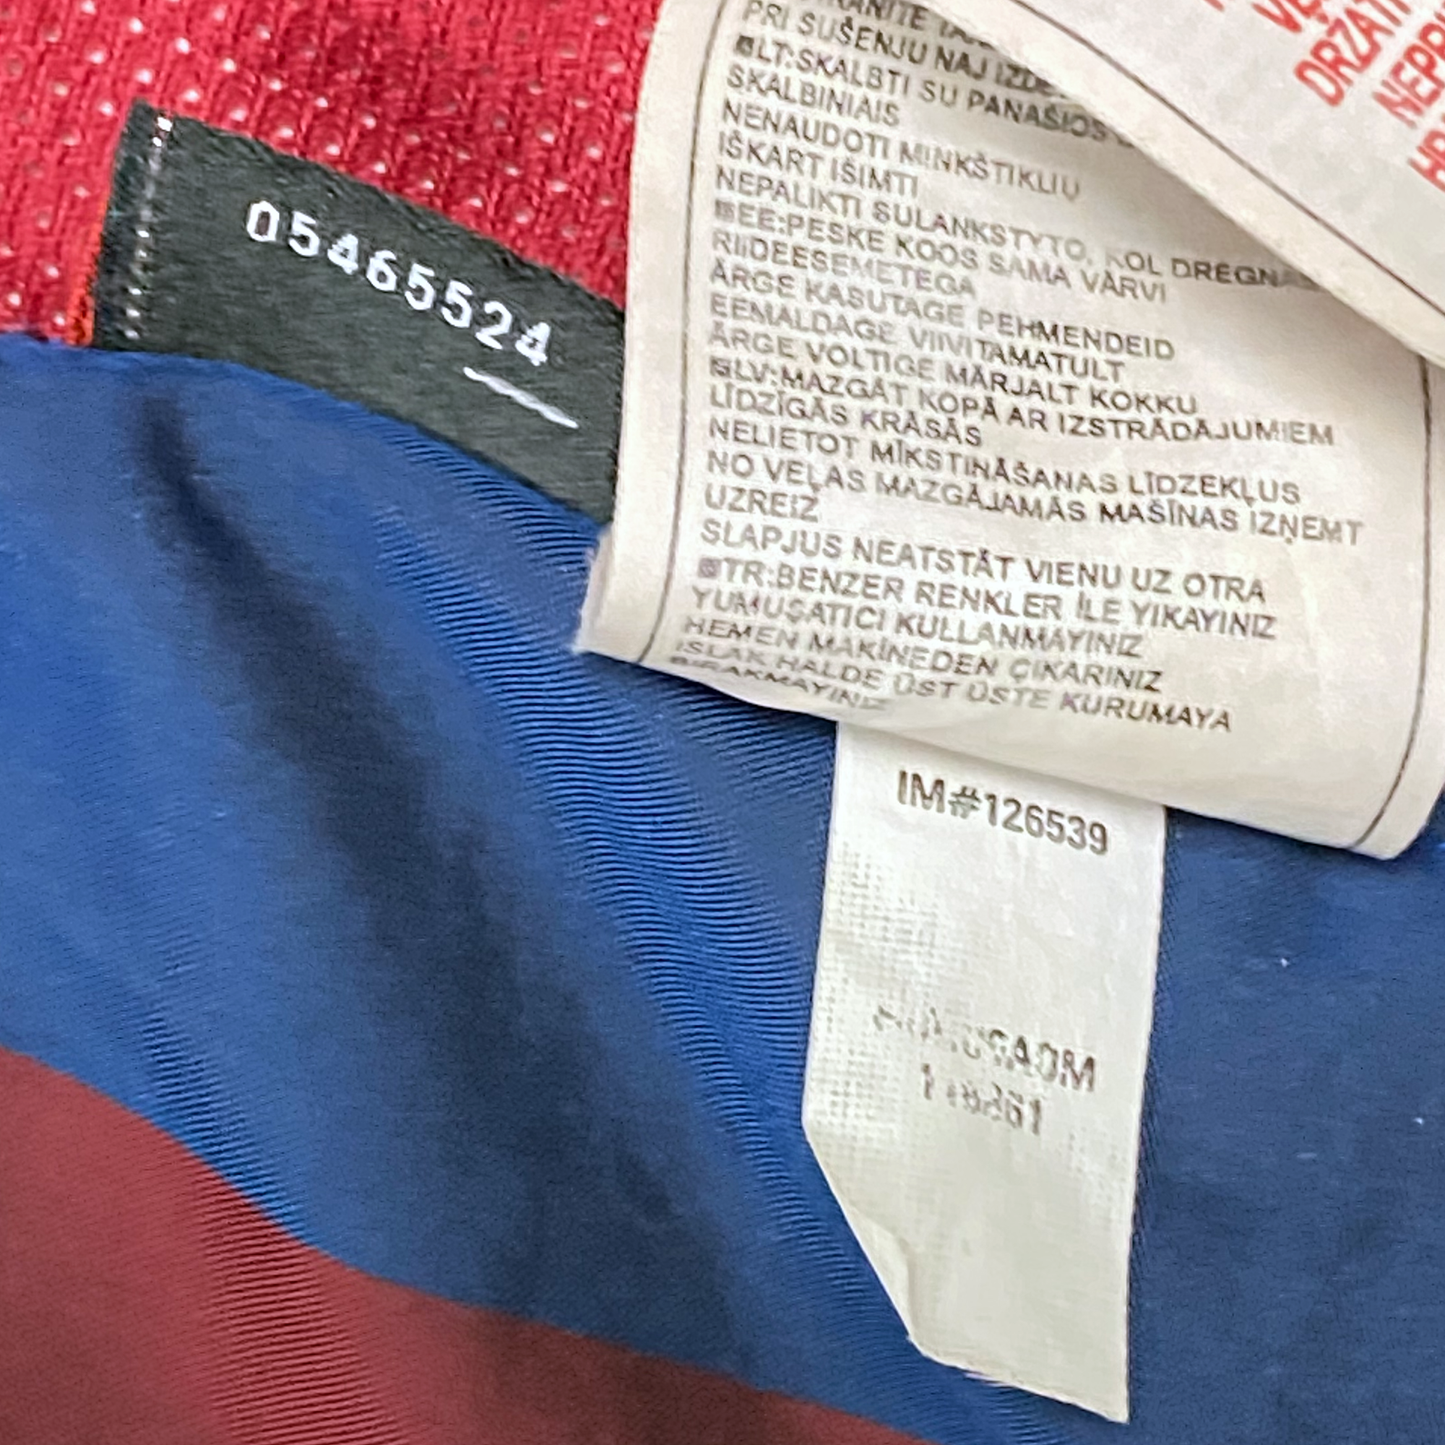 05465524
PRI SUŠENJU NAJ
LT:SKALBTI SU PANAŠIOS
SKALBINIAIS
NENAUDOTI MINKŠTIKLIŲ
IŠKART IŠIMTI
NEPALIKTI SULANKSTYTO, KOL DRĖGN
EE:PESKE KOOS SAMA VÄRVI
RIIDEESEMETEGA
ÄRGE KASUTAGE PEHMENDEID
EEMALDAGE VIIVITAMATULT
ÄRGE VOLTIGE MÄRJALT KOKKU
LV:MAZGĀT KOPĀ AR IZSTRĀDĀJUMIEM
LĪDZĪGĀS KRĀSĀS
NELIETOT MĪKSTINĀŠANAS LĪDZEKĻUS
NO VEĻAS MAZGĀJAMĀS MAŠĪNAS IZŅEMT
UZREIZ
SLAPJUS NEATSTĀT VIENU UZ OTRA
TR:BENZER RENKLER İLE YIKAYINIZ
YUMUŞATICI KULLANMAYINIZ
HEMEN MAKİNEDEN ÇIKARINIZ
ISLAK HALDE ÜST ÜSTE KURUMAYA
BIRAKMAYINIZ
IM#126539
DRŽATI